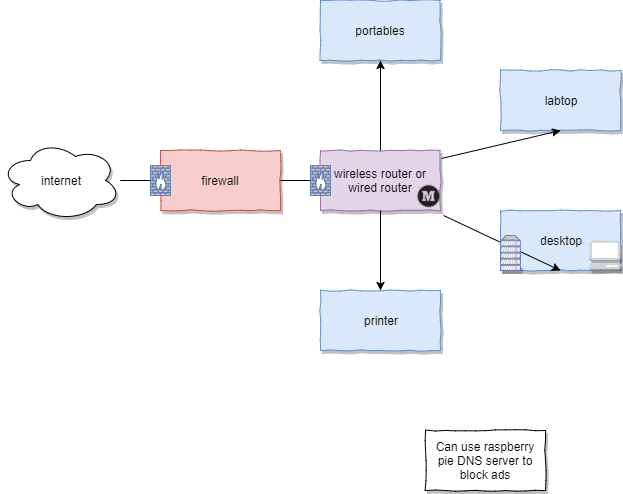 portables
labtop
internet
firewall
wireless router or
wired router
M
desktop
printer
Can use raspberry
pie DNS server to
block ads